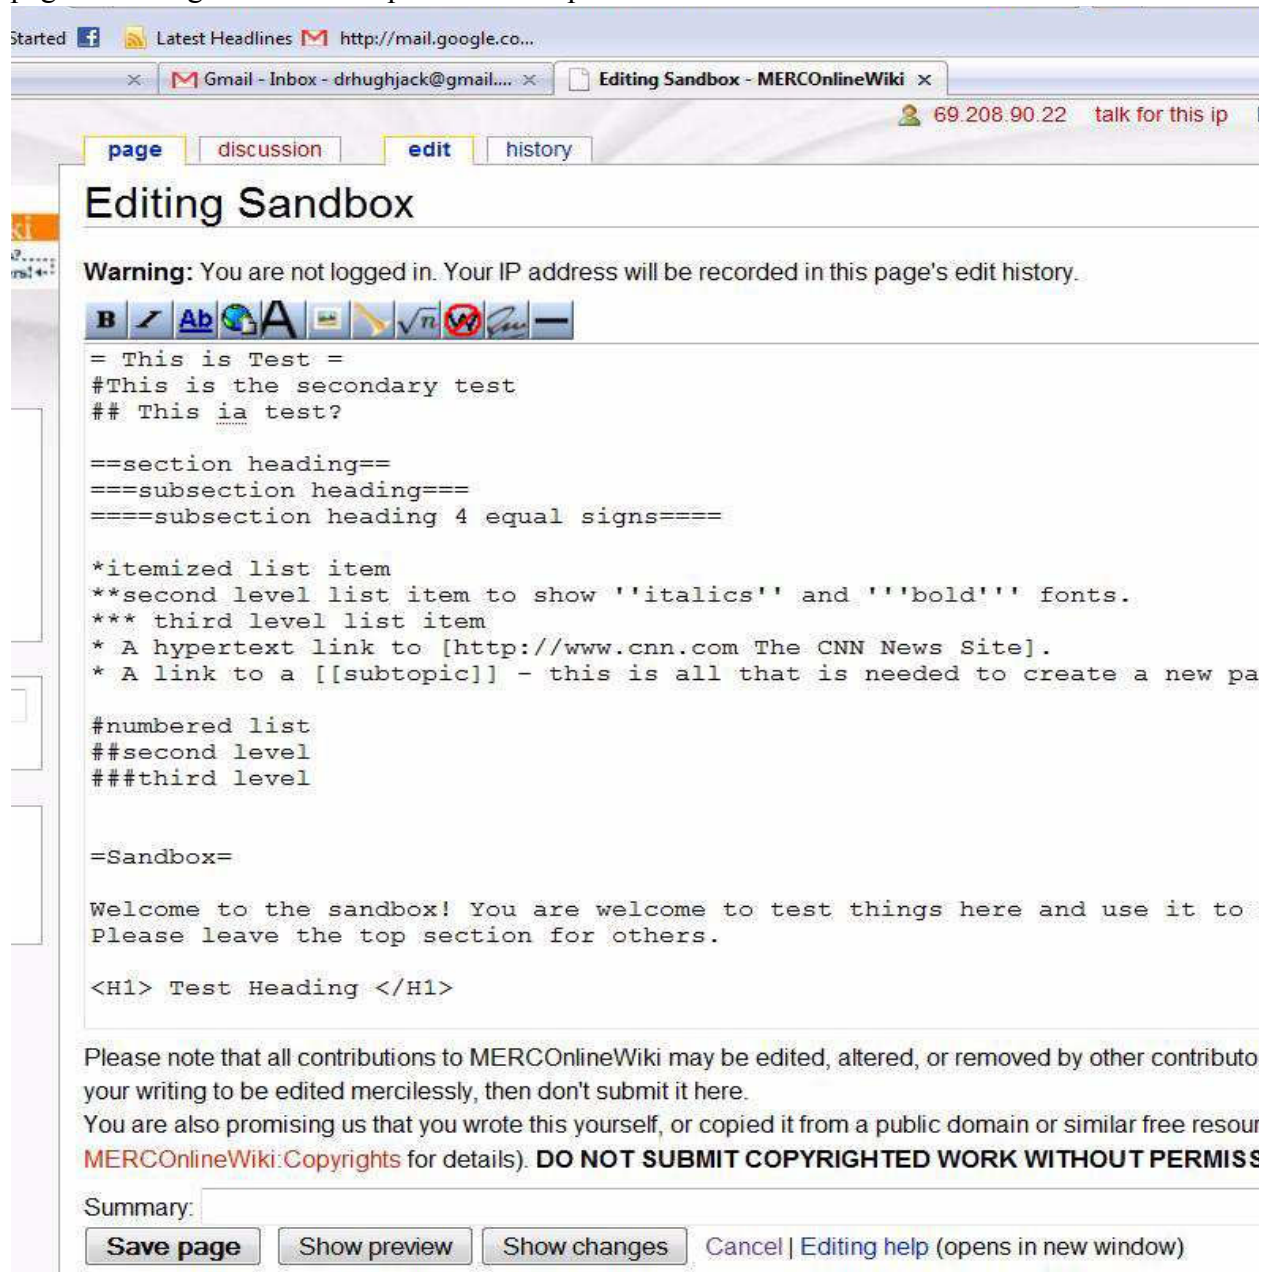 Started Latest Headlines http://mail.google.co...
Gmail - Inbox - drhughjack@gmail.... × Editing Sandbox - MERCOnlineWiki ×
69.208.90.22 talk for this ip
page discussion edit history
Editing Sandbox
ki
Warning: You are not logged in. Your IP address will be recorded in this page's edit history.
B I Ab A √n W
= This is Test =
#This is the secondary test
## This ia test?
==section heading==
===subsection heading===
====subsection heading 4 equal signs====
*itemized list item
**second level list item to show ''italics'' and '''bold''' fonts.
*** third level list item
* A hypertext link to [http://www.cnn.com The CNN News Site].
* A link to a [[subtopic]] – this is all that is needed to create a new pa
#numbered list
##second level
###third level
=Sandbox=
Welcome to the sandbox! You are welcome to test things here and use it to
Please leave the top section for others.
<H1> Test Heading </H1>
Please note that all contributions to MERCOnlineWiki may be edited, altered, or removed by other contributo
your writing to be edited mercilessly, then don't submit it here.
You are also promising us that you wrote this yourself, or copied it from a public domain or similar free resour
MERCOnlineWiki:Copyrights for details). DO NOT SUBMIT COPYRIGHTED WORK WITHOUT PERMISS
Summary:
Save page Show preview Show changes Cancel | Editing help (opens in new window)